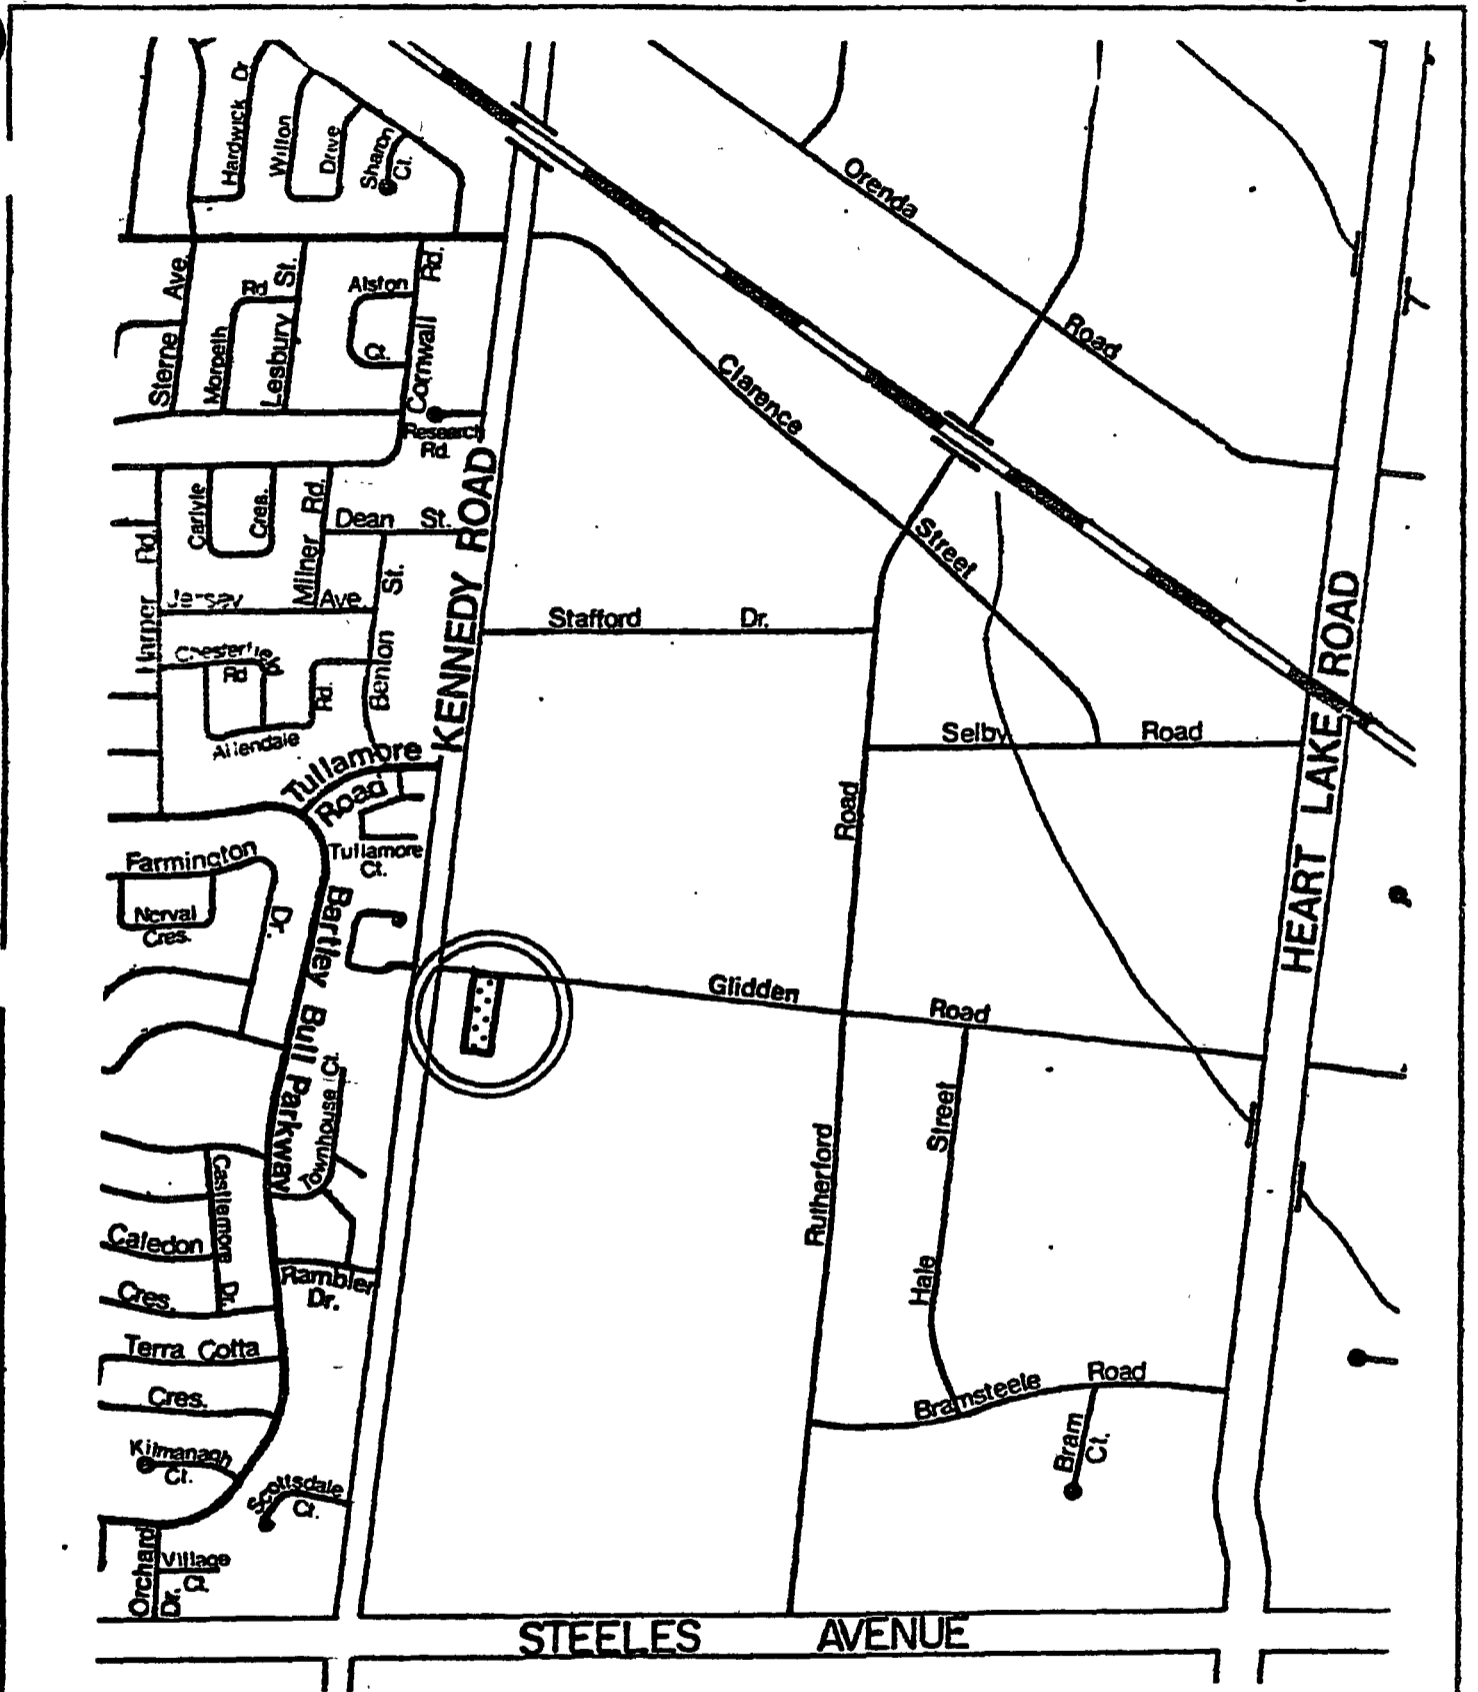 Hardwick Dr
Wilton
Drive
Sharon
Ct.
Orenda
Road
Sterne Ave.
Morpeth
Rd
Lesbury St.
Alston
Ct.
Cornwall Rd.
Research
Rd.
Clarence
Street
KENNEDY ROAD
Carlyle
Cres.
Milner Rd.
Dean St.
Harper Rd.
Ave.
Benton St.
Stafford Dr.
Chesterfield
Rd
Rd.
Allendale
Tullamore
Road
Tullamore
Ct.
Selby Road
HEART LAKE ROAD
Farmington
Dr.
Norval
Cres.
Bartley Bull Parkway
Glidden Road
Rutherford Road
Townhouse Ct.
Hale Street
Castlemore
Dr.
Caledon
Cres.
Rambler
Dr.
Terra Cotta
Cres.
Kilmanagh
Ct.
Scottsdale
Ct.
Bramsteele Road
Bram
Ct.
Orchard
Dr.
Village
Ct.
STEELES AVENUE